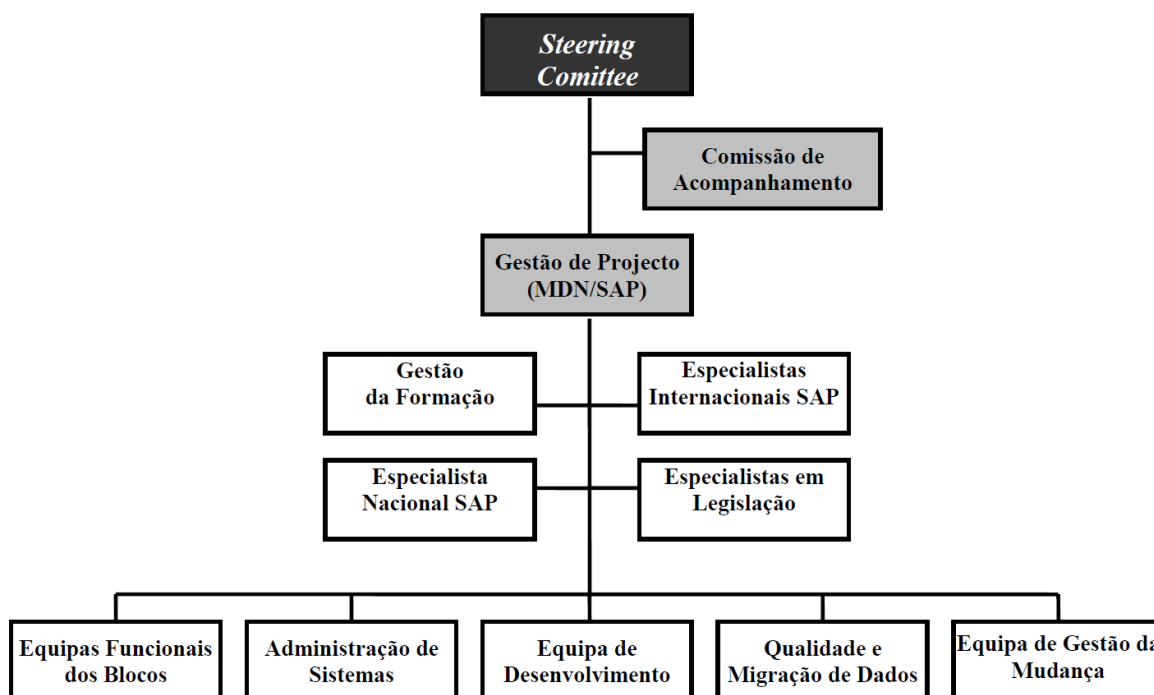 Steering
Comittee
Comissão de
Acompanhamento
Gestão de Projecto
(MDN/SAP)
Gestão
da Formação
Especialistas
Internacionais SAP
Especialista
Nacional SAP
Especialistas em
Legislação
Equipas Funcionais
dos Blocos
Administração de
Sistemas
Equipa de
Desenvolvimento
Qualidade e
Migração de Dados
Equipa de Gestão da
Mudança